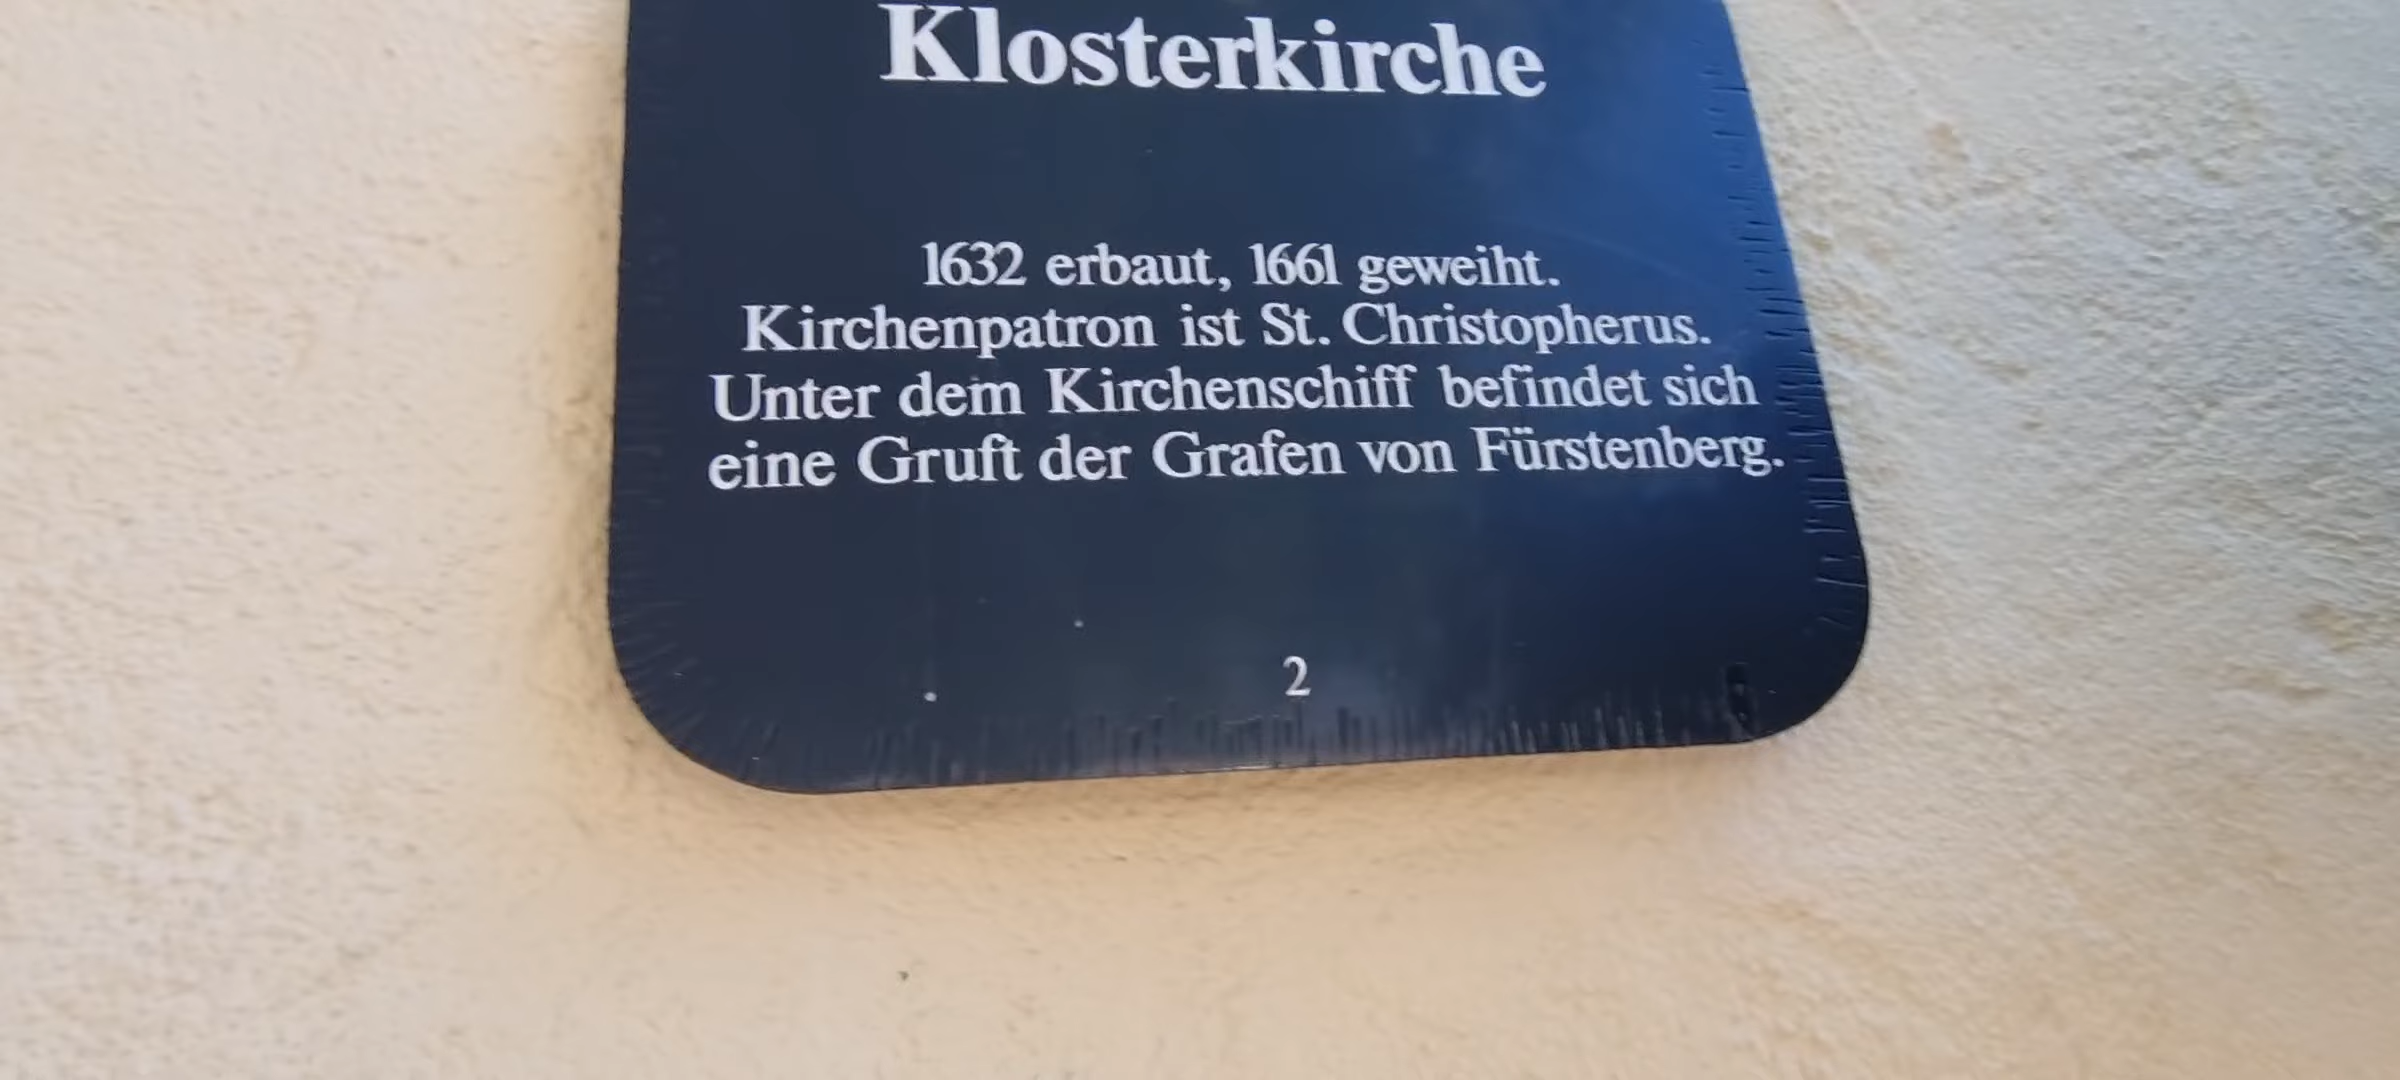 Klosterkirche
1632 erbaut, 1661 geweiht.
Kirchenpatron ist St. Christopherus.
Unter dem Kirchenschiff befindet sich
eine Gruft der Grafen von Fürstenberg.
2